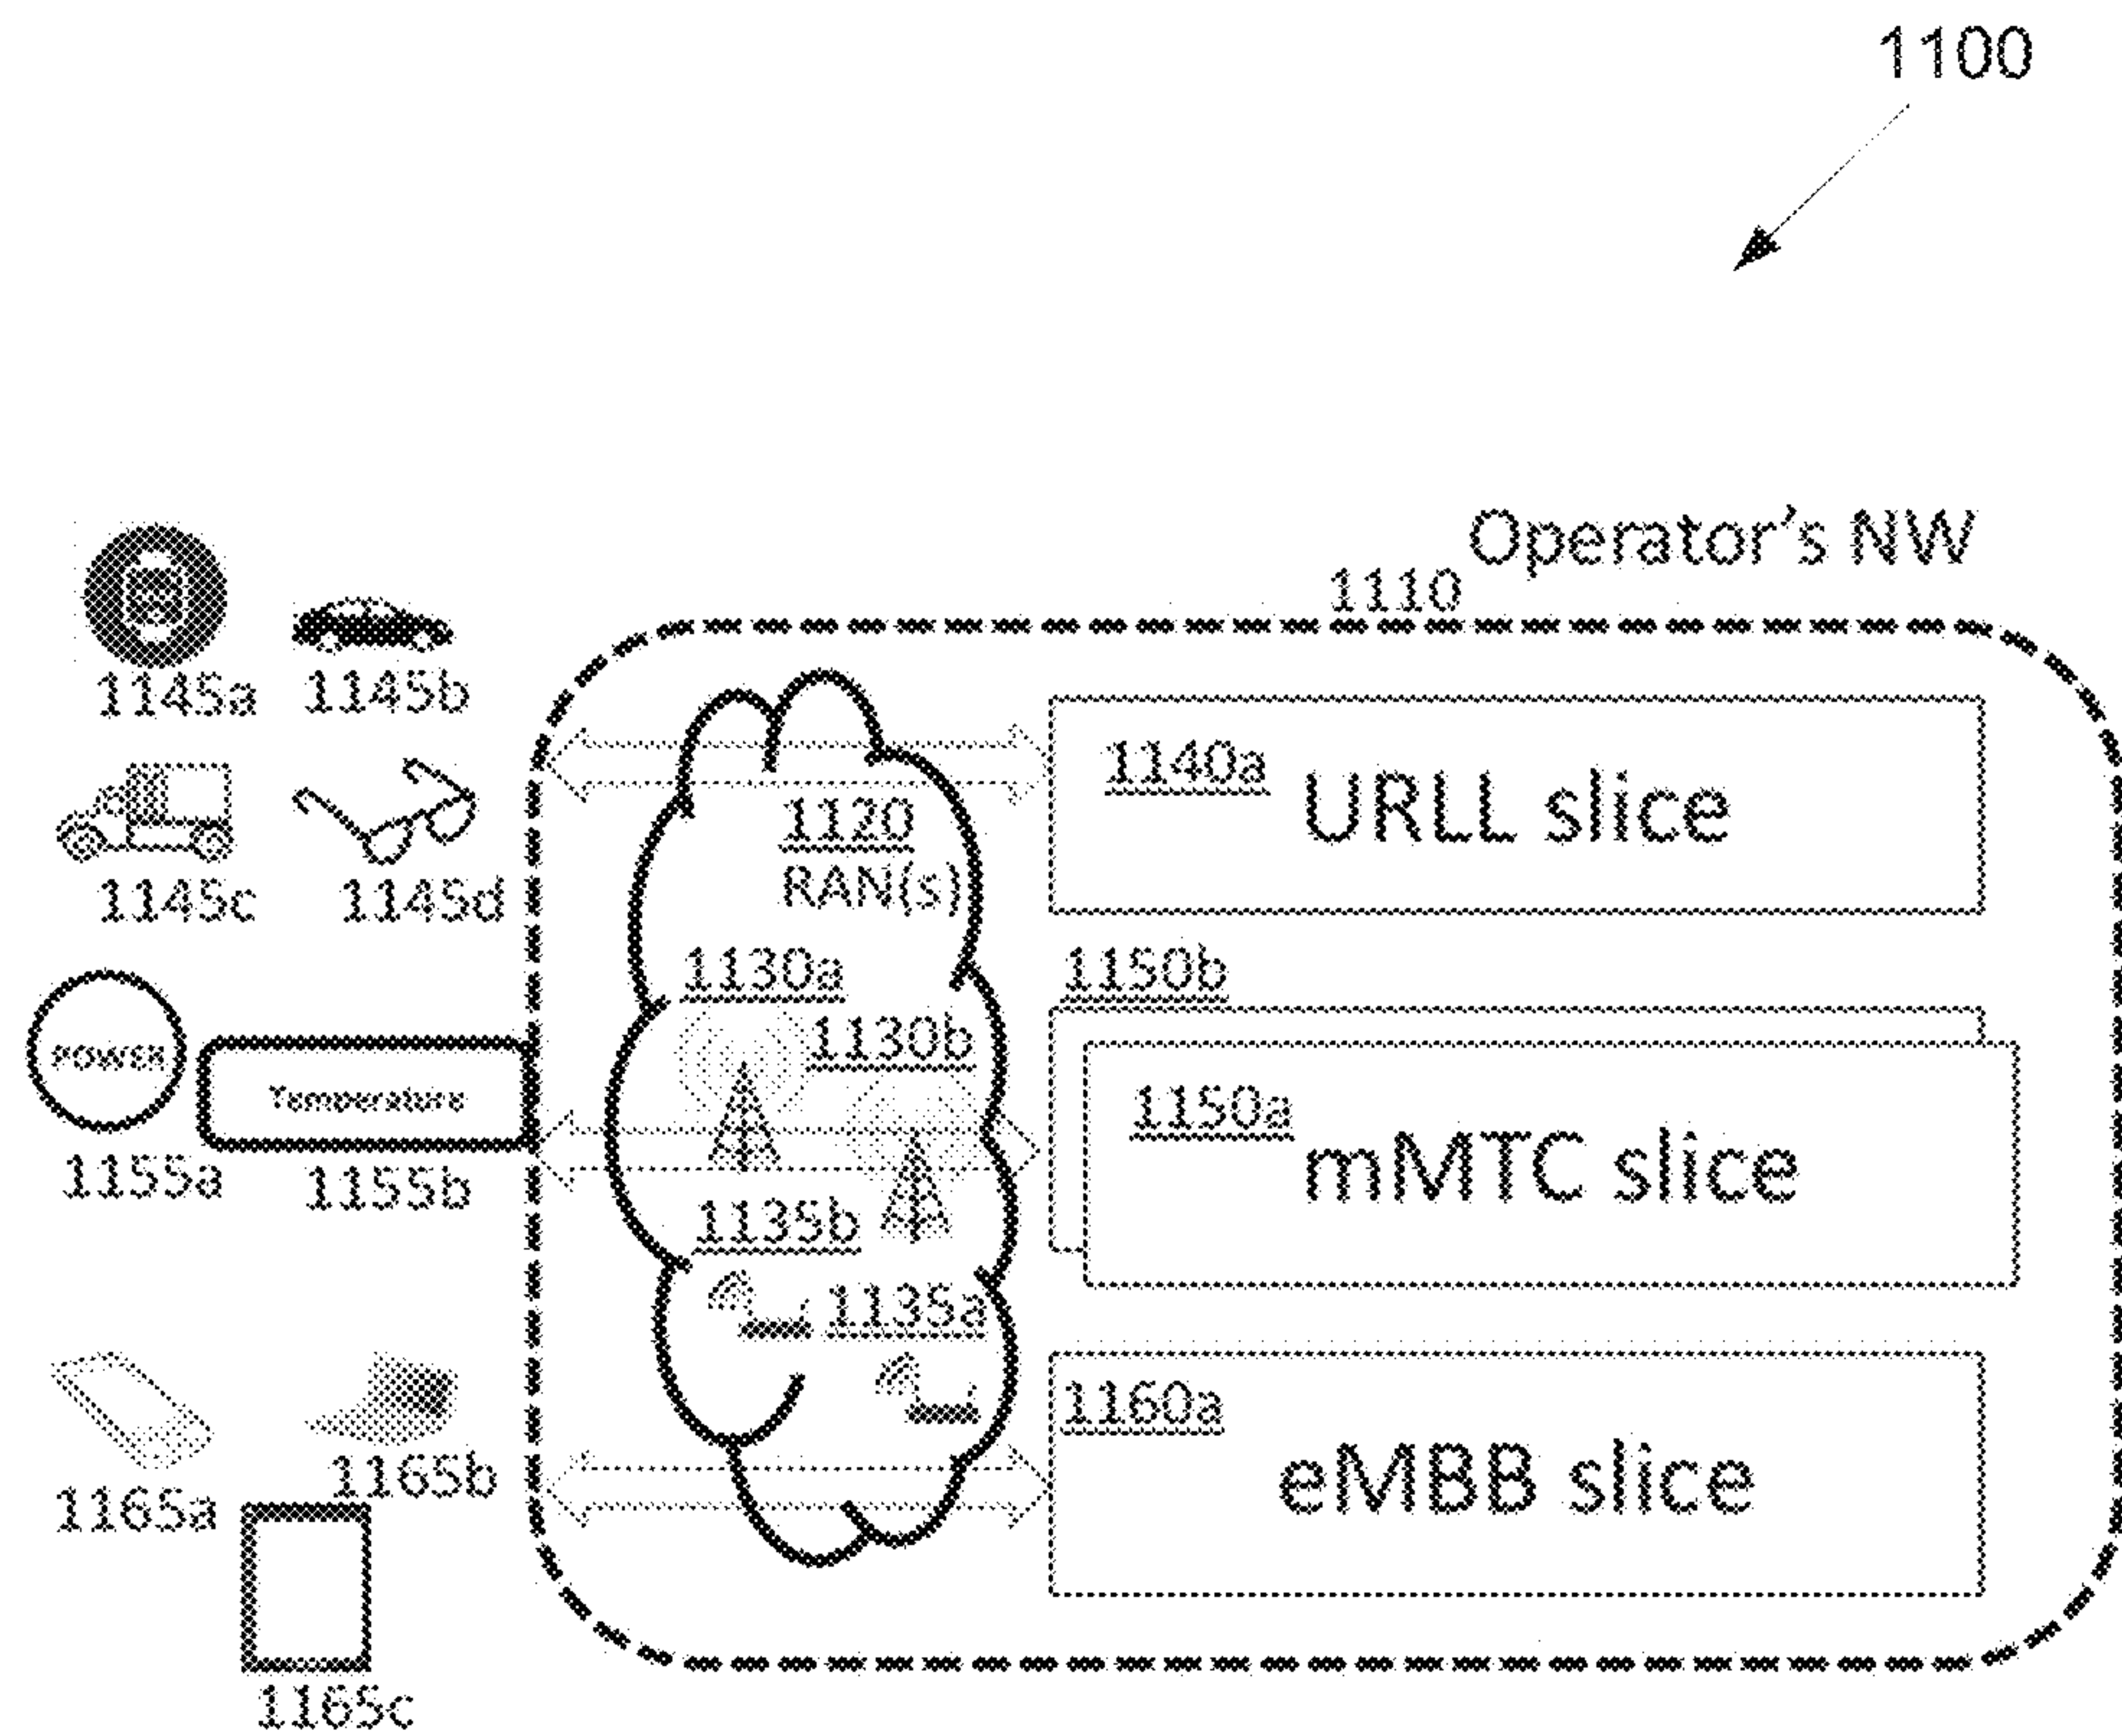 1100
Operator's NW
1110
1145a
1145b
1140a
URLL slice
1120
RAN(s)
1145c
1145d
1130a
1150b
1130b
POWER
Temperature
1150a
mMTC slice
1155a
1155b
1135b
1135a
1160a
eMBB slice
1165b
1165a
1165c